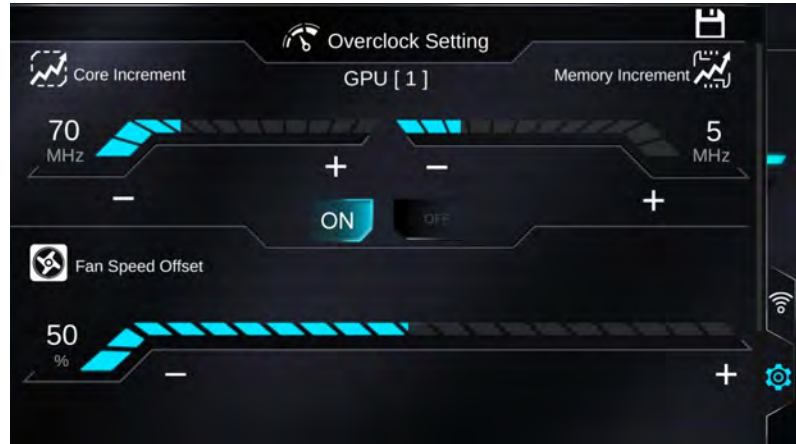 Overclock Setting
Core Increment
GPU [ 1 ]
Memory Increment
70
MHz
5
MHz
− + − +
ON OFF
Fan Speed Offset
50
%
− +